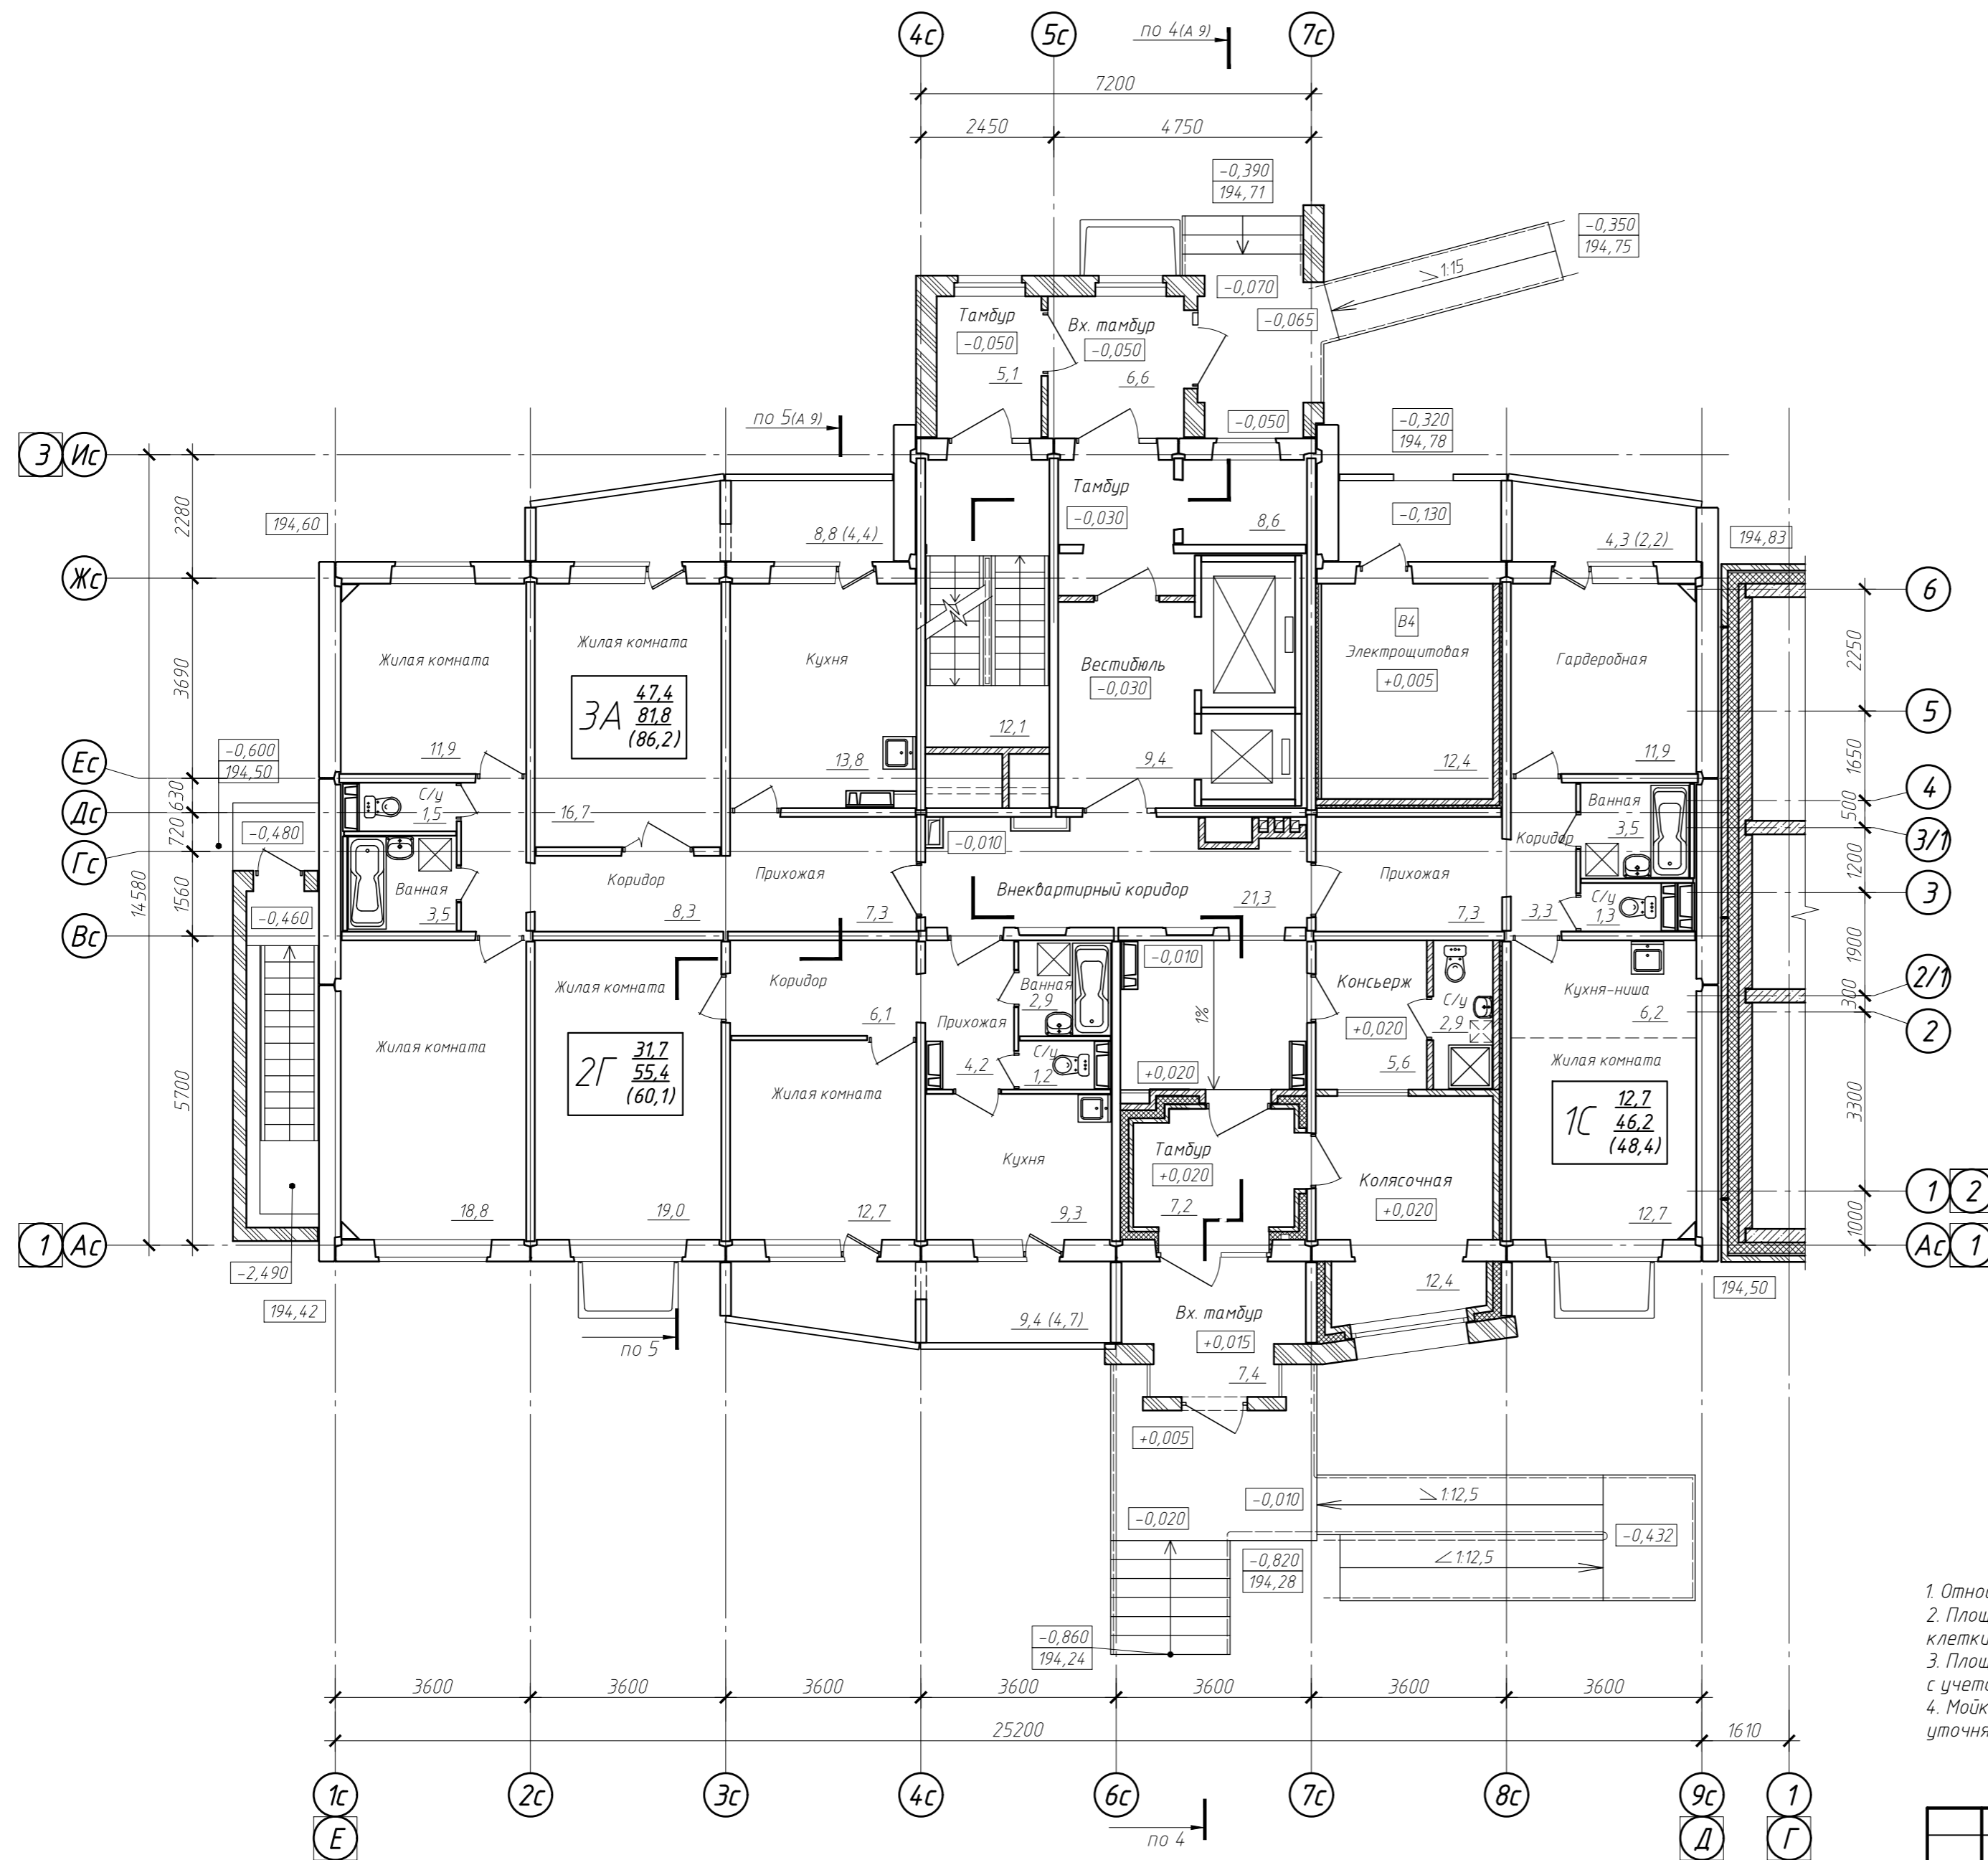 4с
5с
по 4(А 9)
7с
7200
2450
4750
-0,390
194,71
-0,350
194,75
1:15
-0,070
-0,065
Тамбур
-0,050
5,1
Вх. тамбур
-0,050
6,6
-0,050
по 5(А 9)
-0,320
194,78
3
Ис
2280
194,60
8,8 (4,4)
Тамбур
-0,030
8,6
-0,130
4,3 (2,2)
194,83
Жс
6
Жилая комната
Жилая комната
Кухня
В4
Электрощитовая
+0,005
Гардеробная
2250
3690
14580
3А
47,4
81,8
(86,2)
Вестибюль
-0,030
5
12,1
11,9
13,8
9,4
12,4
11,9
1650
-0,600
194,50
Ес
630
С/у
1,5
16,7
Ванная
3,5
4
500
Дс
720
-0,480
-0,010
Коридор
3/1
Гс
Ванная
3,5
Коридор
8,3
Прихожая
7,3
Внеквартирный коридор
21,3
Прихожая
7,3
3,3
С/у
1,3
1200
3
1560
-0,460
Вс
1900
Жилая комната
Коридор
6,1
Ванная
2,9
-0,010
1%
Консьерж
+0,020
5,6
С/у
2,9
Кухня-ниша
6,2
2/1
300
2
Жилая комната
Прихожая
4,2
С/у
1,2
+0,020
Жилая комната
5700
2Г
31,7
55,4
(60,1)
Жилая комната
1С
12,7
46,2
(48,4)
3300
Кухня
Тамбур
+0,020
7,2
Колясочная
+0,020
18,8
19,0
12,7
9,3
12,7
1
2
1000
1
Ас
Ас
1
-2,490
194,42
12,4
194,50
по 5
9,4 (4,7)
Вх. тамбур
+0,015
7,4
+0,005
-0,010
1:12,5
-0,020
-0,432
-0,820
194,28
1:12,5
-0,860
194,24
2. Площ
клетки
3. Площ
3600
3600
3600
3600
3600
3600
3600
25200
1610
1с
2с
3с
4с
6с
7с
8с
9с
1
Е
по 4
Д
Г